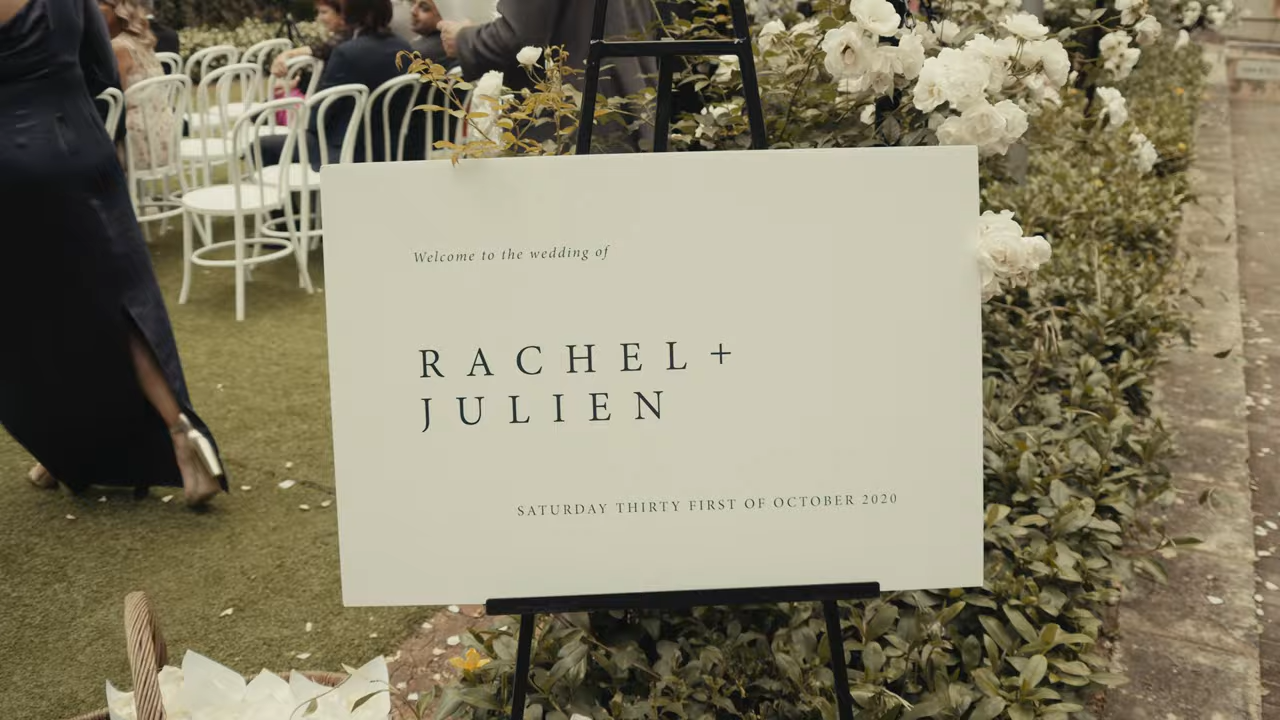 Welcome to the wedding of
RACHEL +
JULIEN
SATURDAY THIRTY FIRST OF OCTOBER 2020